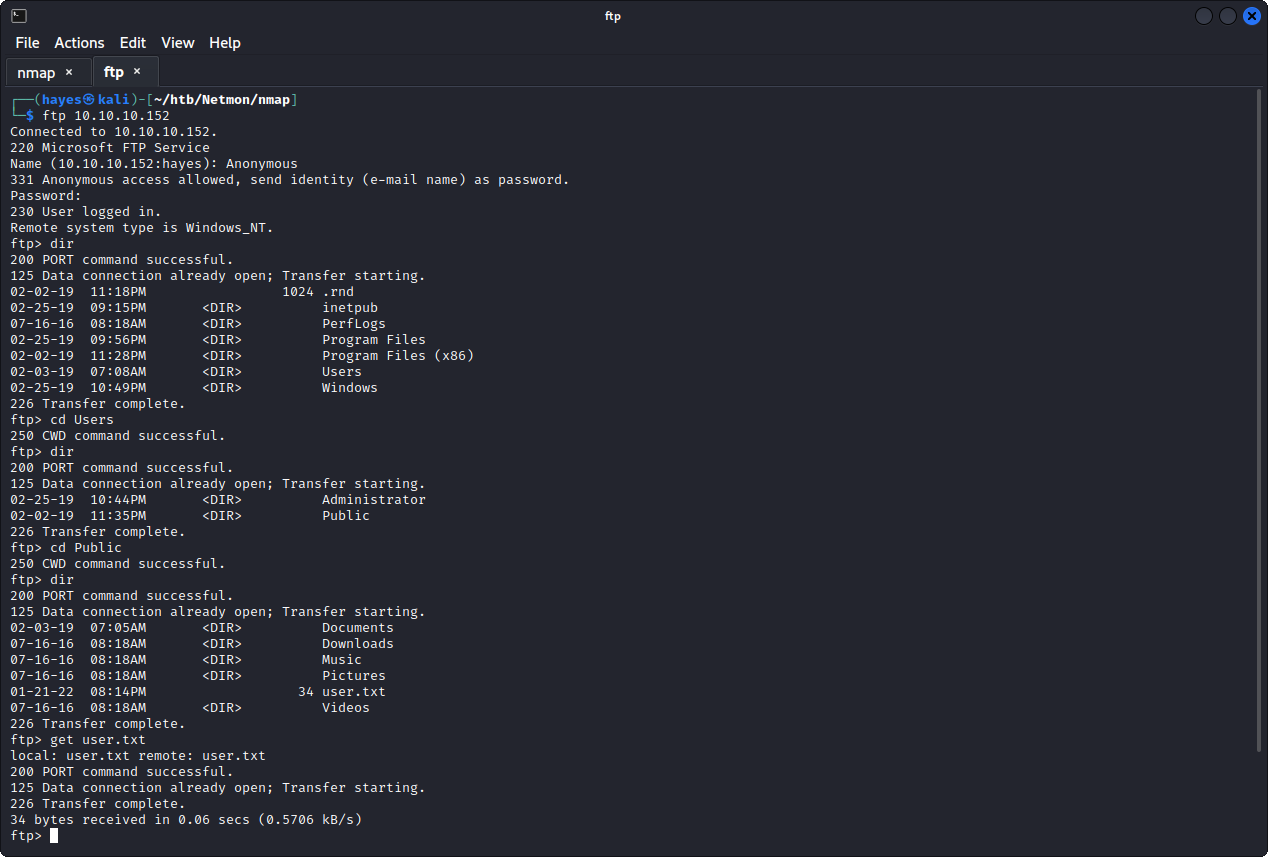 ftp
File Actions Edit View Help
nmap × ftp ×
┌──(hayes㉿kali)-[~/htb/Netmon/nmap]
└─$ ftp 10.10.10.152
Connected to 10.10.10.152.
220 Microsoft FTP Service
Name (10.10.10.152:hayes): Anonymous
331 Anonymous access allowed, send identity (e-mail name) as password.
Password:
230 User logged in.
Remote system type is Windows_NT.
ftp> dir
200 PORT command successful.
125 Data connection already open; Transfer starting.
02-02-19  11:18PM                 1024 .rnd
02-25-19  09:15PM       <DIR>          inetpub
07-16-16  08:18AM       <DIR>          PerfLogs
02-25-19  09:56PM       <DIR>          Program Files
02-02-19  11:28PM       <DIR>          Program Files (x86)
02-03-19  07:08AM       <DIR>          Users
02-25-19  10:49PM       <DIR>          Windows
226 Transfer complete.
ftp> cd Users
250 CWD command successful.
ftp> dir
200 PORT command successful.
125 Data connection already open; Transfer starting.
02-25-19  10:44PM       <DIR>          Administrator
02-02-19  11:35PM       <DIR>          Public
226 Transfer complete.
ftp> cd Public
250 CWD command successful.
ftp> dir
200 PORT command successful.
125 Data connection already open; Transfer starting.
02-03-19  07:05AM       <DIR>          Documents
07-16-16  08:18AM       <DIR>          Downloads
07-16-16  08:18AM       <DIR>          Music
07-16-16  08:18AM       <DIR>          Pictures
01-21-22  08:14PM                   34 user.txt
07-16-16  08:18AM       <DIR>          Videos
226 Transfer complete.
ftp> get user.txt
local: user.txt remote: user.txt
200 PORT command successful.
125 Data connection already open; Transfer starting.
226 Transfer complete.
34 bytes received in 0.06 secs (0.5706 kB/s)
ftp>